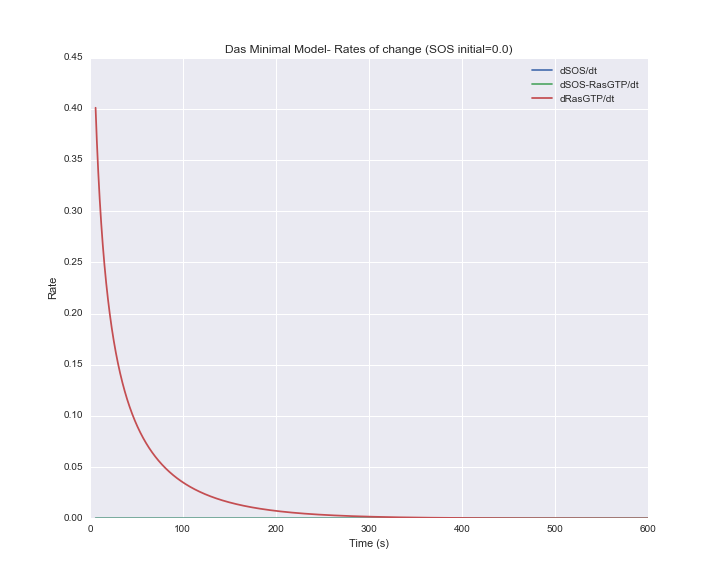 Das Minimal Model- Rates of change (SOS initial=0.0)
dSOS/dt
dSOS-RasGTP/dt
dRasGTP/dt
0.45
0.40
0.35
0.30
0.25
0.20
0.15
0.10
0.05
0.00
Rate
0 100 200 300 400 500 600
Time (s)